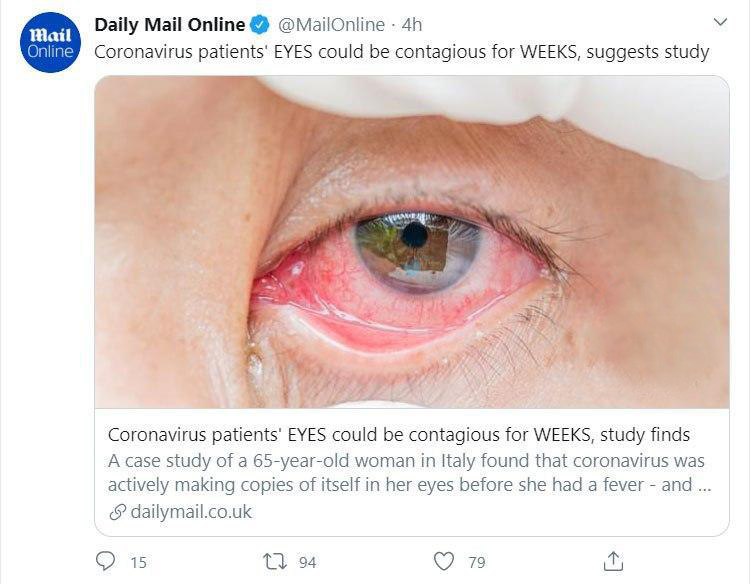 Mail
Online
Daily Mail Online @MailOnline · 4h
Coronavirus patients' EYES could be contagious for WEEKS, suggests study
Coronavirus patients' EYES could be contagious for WEEKS, study finds
A case study of a 65-year-old woman in Italy found that coronavirus was
actively making copies of itself in her eyes before she had a fever - and ...
dailymail.co.uk
15 94 79